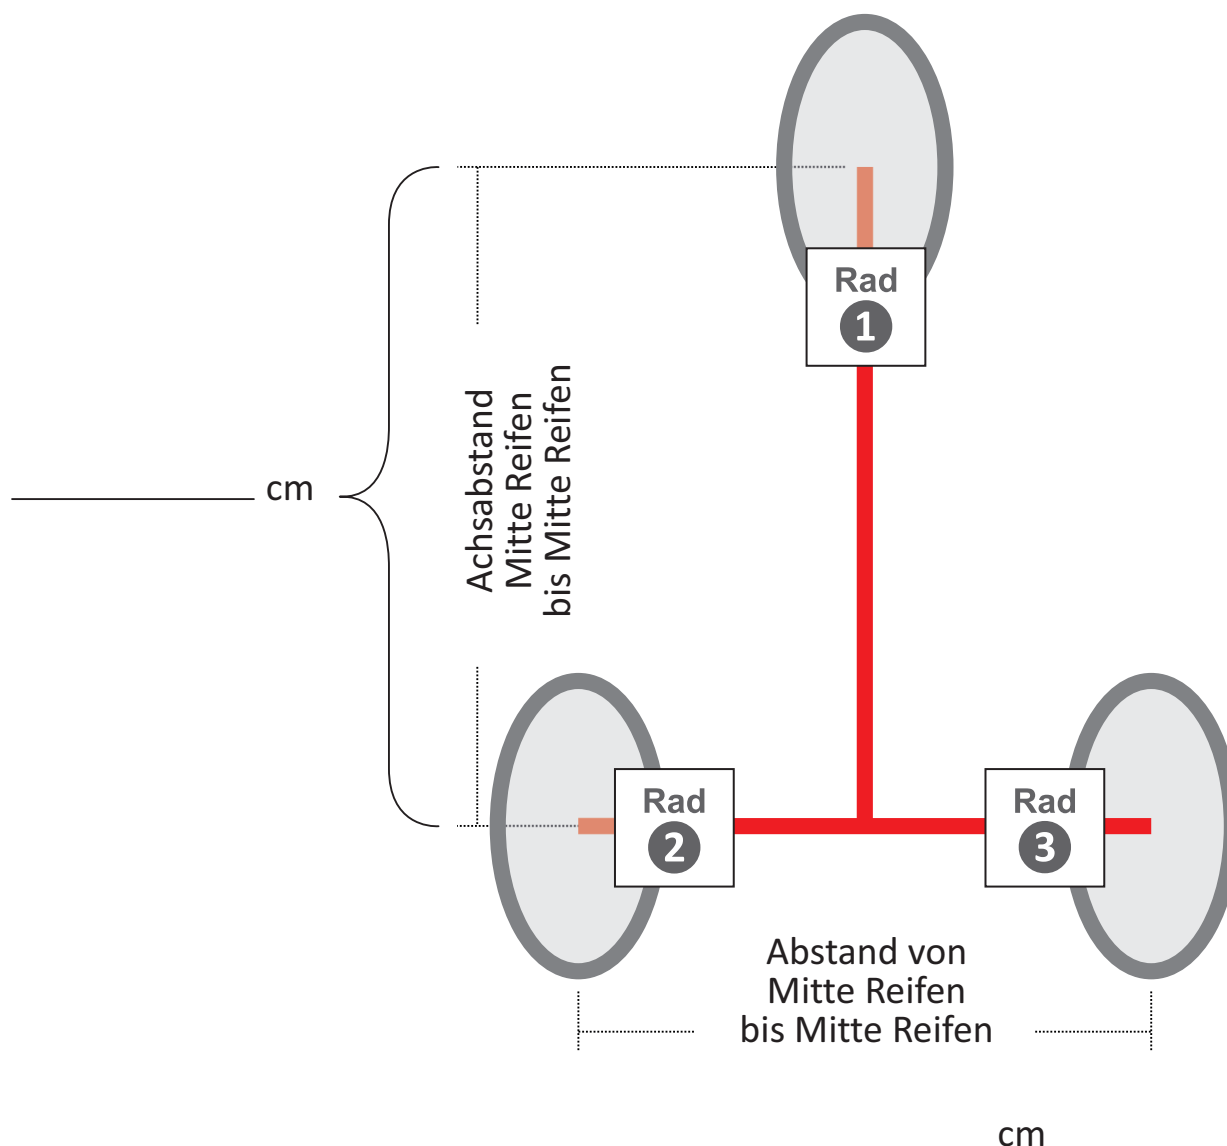 Rad
1
cm
Achsabstand
Mitte Reifen
bis Mitte Reifen
Rad
2
Rad
3
Abstand von
Mitte Reifen
bis Mitte Reifen
cm